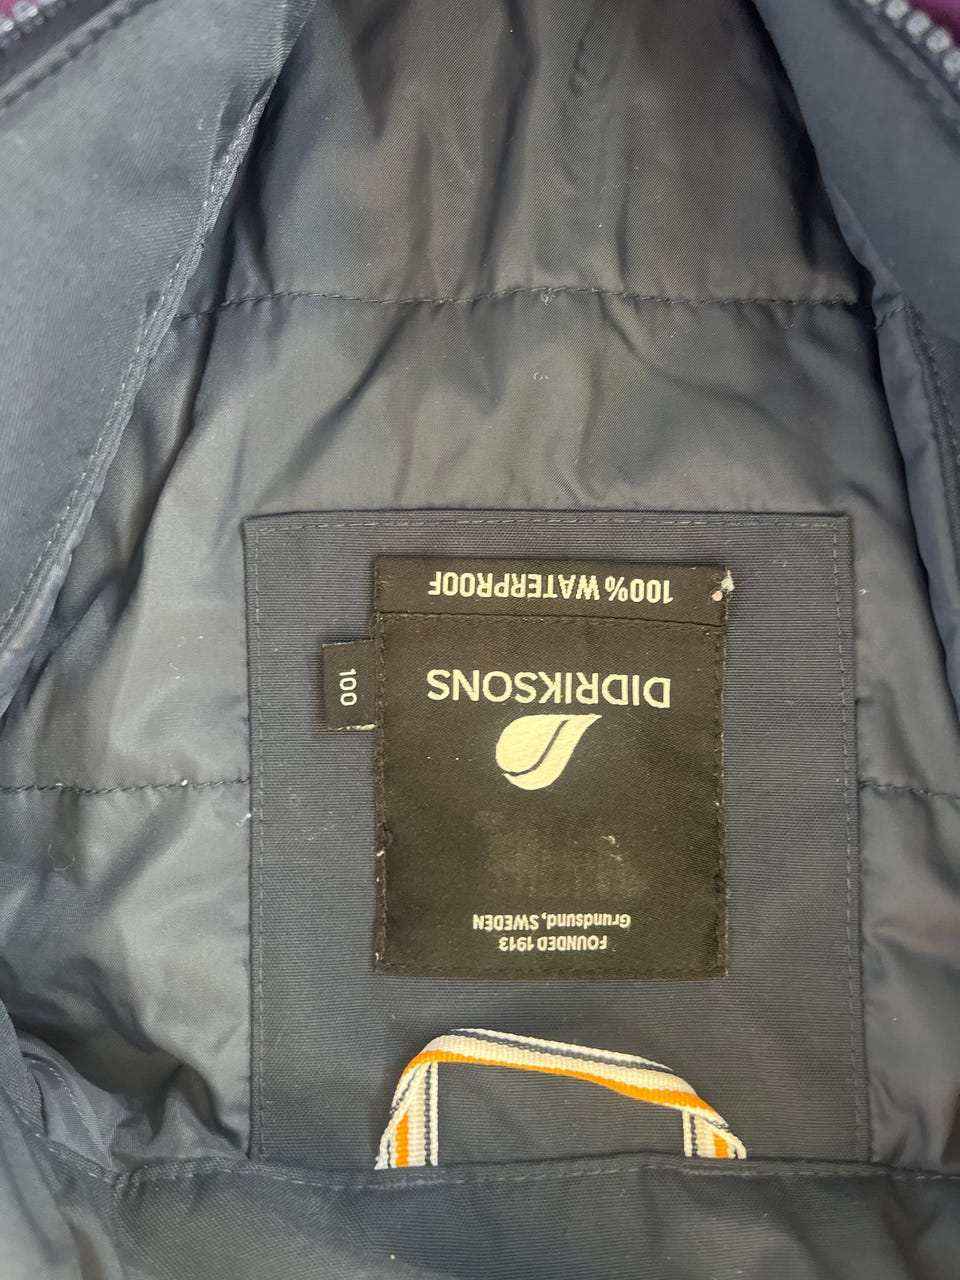 FOUNDED 1913
Grundsund, SWEDEN
DIDRIKSONS
100% WATERPROOF
100